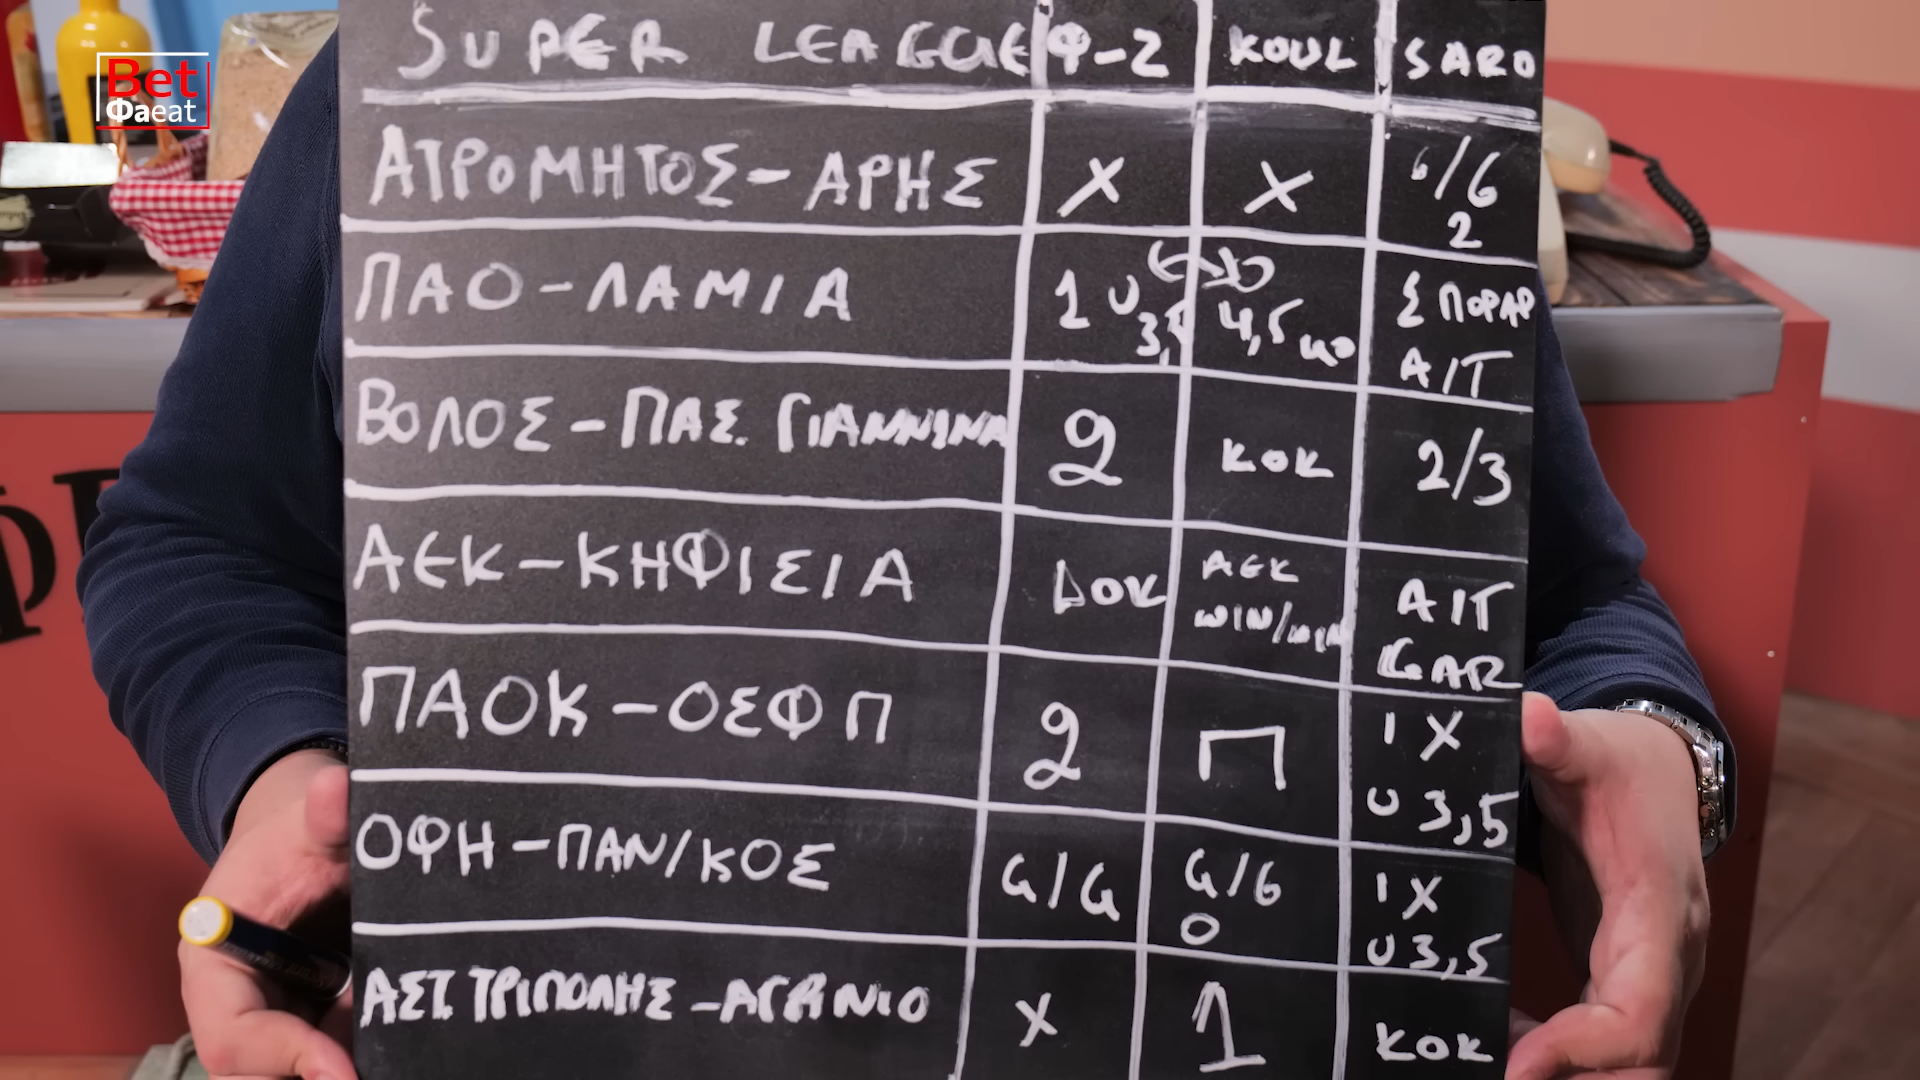 Bet
Φaeat
SUPER LEAGUE Φ-2 KOUL SARO
ΑΤΡΟΜΗΤΟΣ-ΑΡΗΣ X X G/G 2
ΠΑΟ-ΛΑΜΙΑ 1 U 3,5 4,5 ΣΠΟΡΑΡ Α/Τ
ΒΟΛΟΣ-ΠΑΣ. ΓΙΑΝΝΙΝΑ 2 ΚΟΚ 2/3
ΑΕΚ-ΚΗΦΙΣΙΑ ΔΟΚ ΑΕΚ WIN/WIN Α/Τ GAR
ΠΑΟΚ-ΟΣΦΠ 2 Π 1X U 3,5
ΟΦΗ-ΠΑΝ/ΚΟΣ G/G G/G O 1X U 3,5
ΑΣΤ. ΤΡΙΠΟΛΗΣ-ΑΓΡΙΝΙΟ X 1 ΚΟΚ